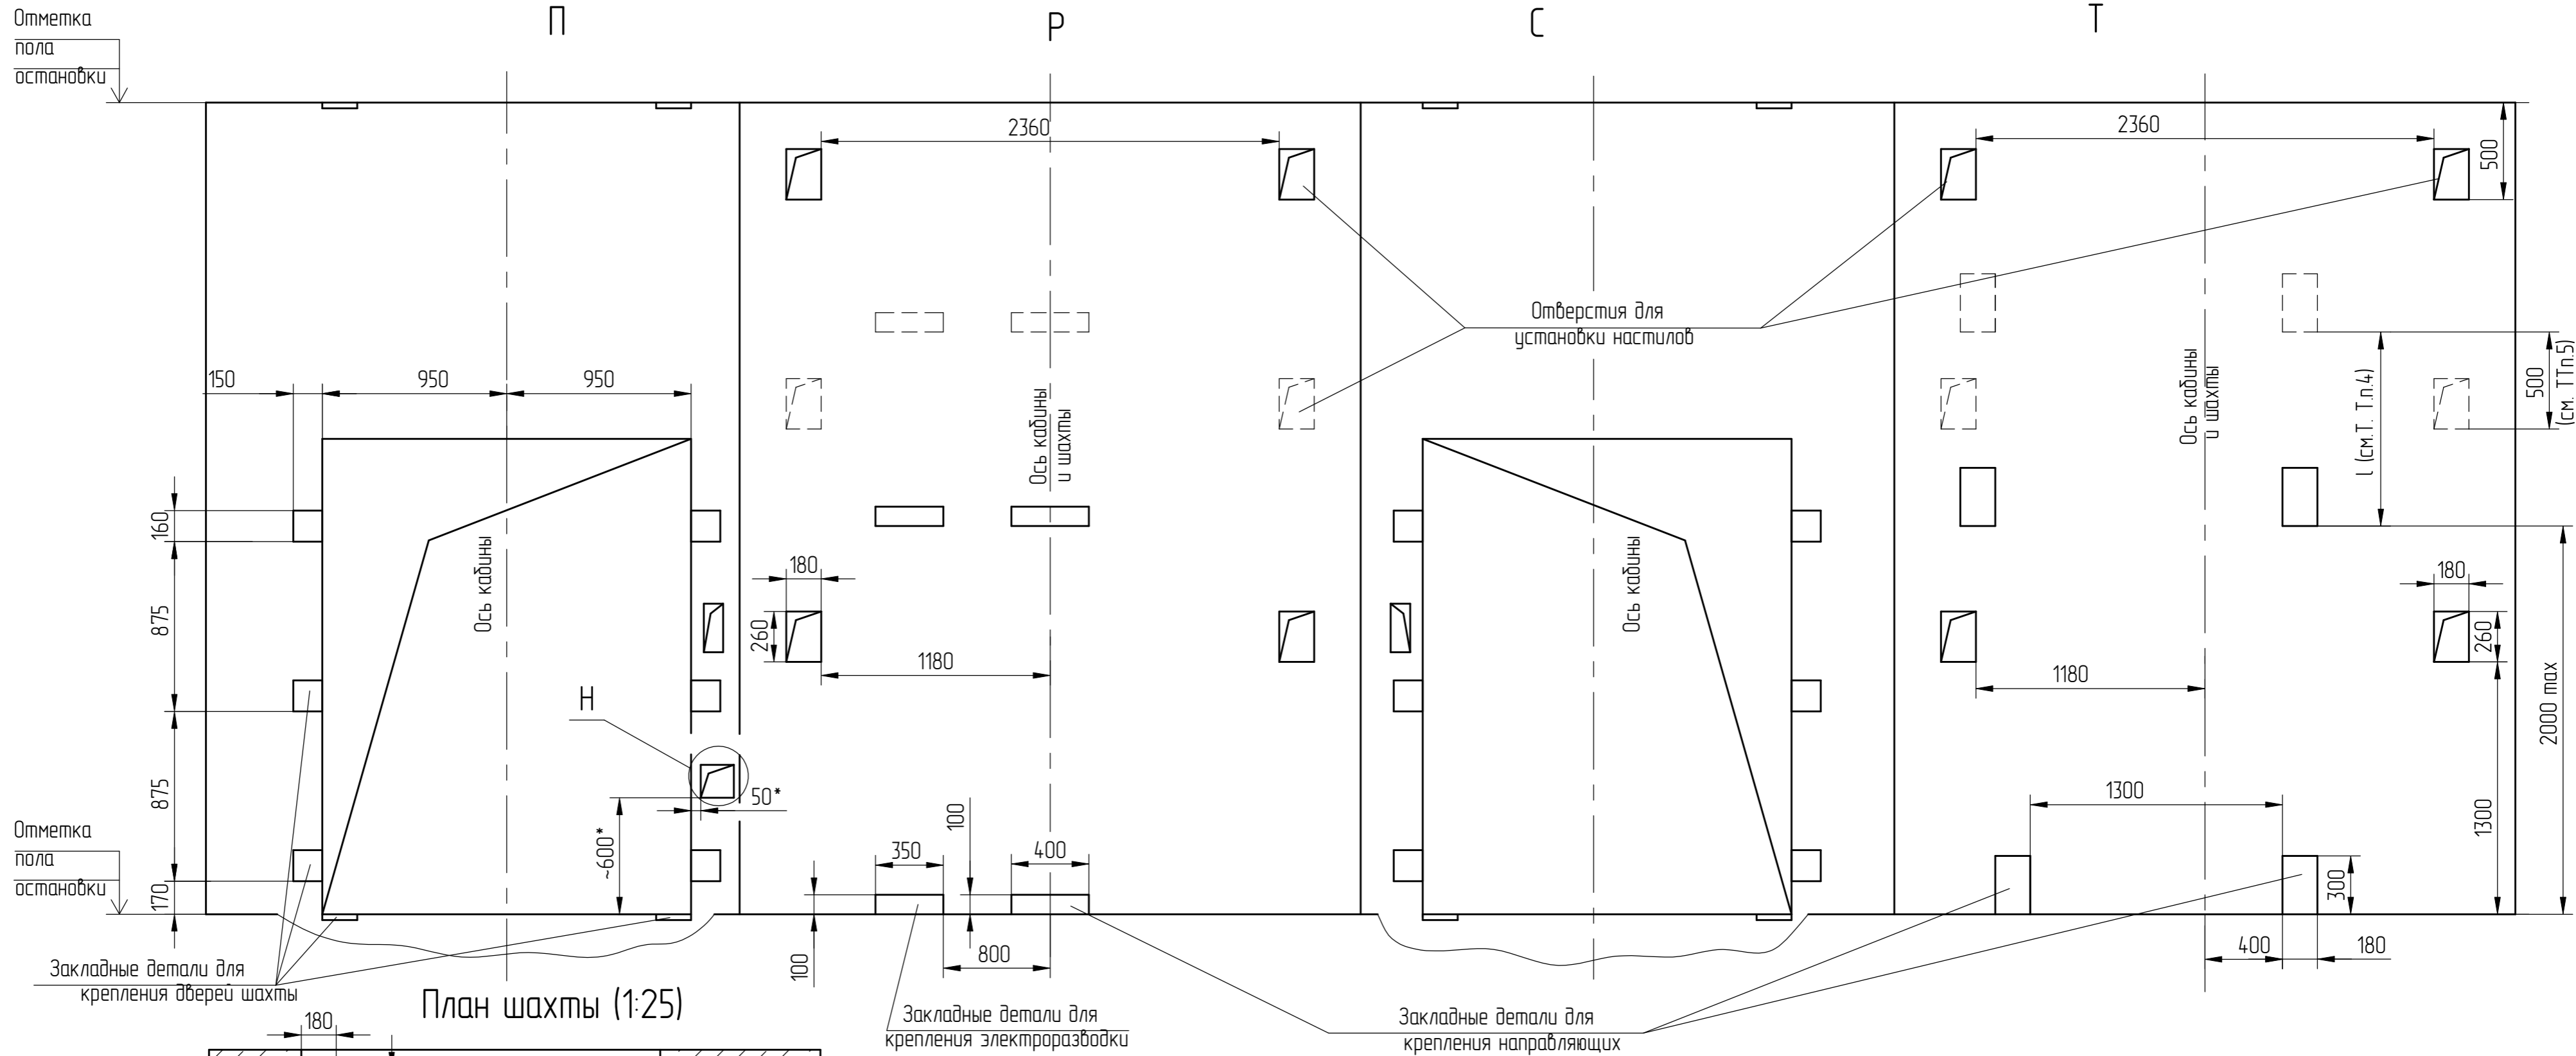 Отметка
пола
остановки
П
Р
С
Т
2360
2360
500
Отверстия для
установки настилов
150
950
950
Ось кабины
и шахты
Ось кабины
и шахты
l (см.Т. Т.п.4)
500
(см. ТТп.5)
160
875
875
170
Ось кабины
Ось кабины
180
260
1180
180
260
1180
2000 max
1300
Н
50*
~600*
Отметка
пола
остановки
100
350
400
100
800
1300
300
400
180
Закладные детали для
крепления дверей шахты
План шахты (1:25)
180
Закладные детали для
крепления электроразводки
Закладные детали для
крепления направляющих